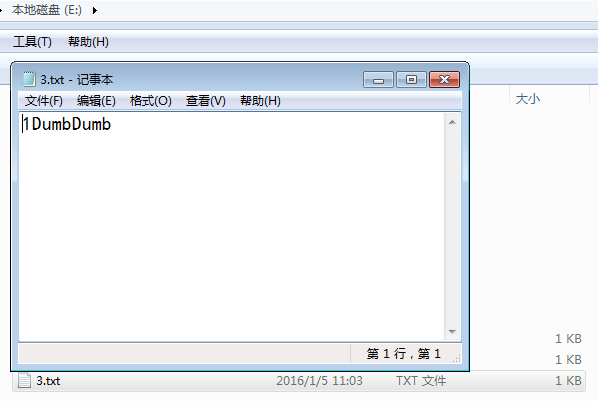 本地磁盘 (E:)
工具(T) 帮助(H)
3.txt - 记事本
大小
文件(F) 编辑(E) 格式(O) 查看(V) 帮助(H)
1DumbDumb
1 KB
第 1 行，第 1
1 KB
3.txt 2016/1/5 11:03 TXT 文件 1 KB